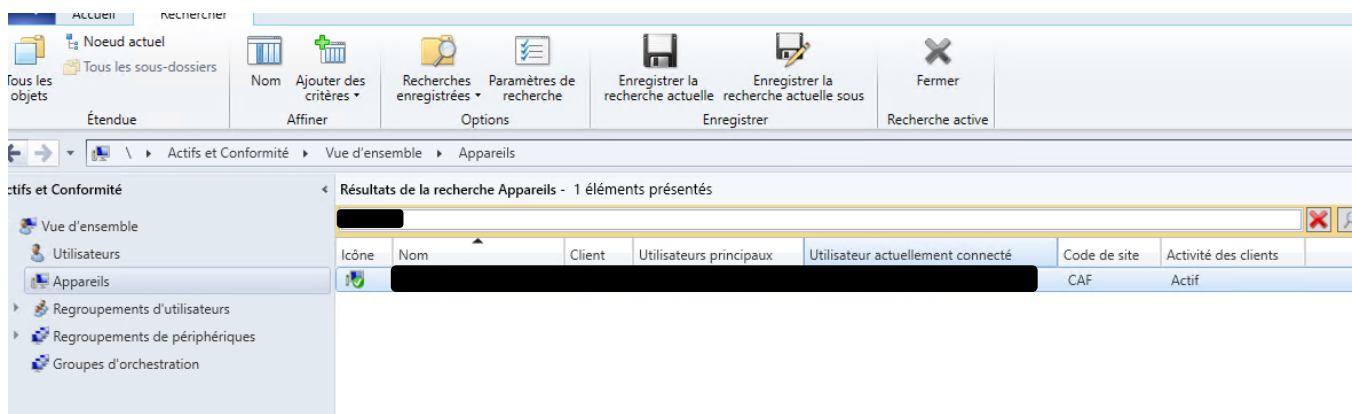 Accueil Rechercher
Noeud actuel
Tous les sous-dossiers
Tous les objets
Étendue
Nom
Ajouter des critères
Affiner
Recherches enregistrées
Paramètres de recherche
Options
Enregistrer la recherche actuelle
Enregistrer la recherche actuelle sous
Enregistrer
Fermer
Recherche active
\ Actifs et Conformité Vue d'ensemble Appareils
ctifs et Conformité
Vue d'ensemble
Utilisateurs
Appareils
Regroupements d'utilisateurs
Regroupements de périphériques
Groupes d'orchestration
Résultats de la recherche Appareils - 1 éléments présentés
Icône Nom Client Utilisateurs principaux Utilisateur actuellement connecté Code de site Activité des clients
CAF Actif